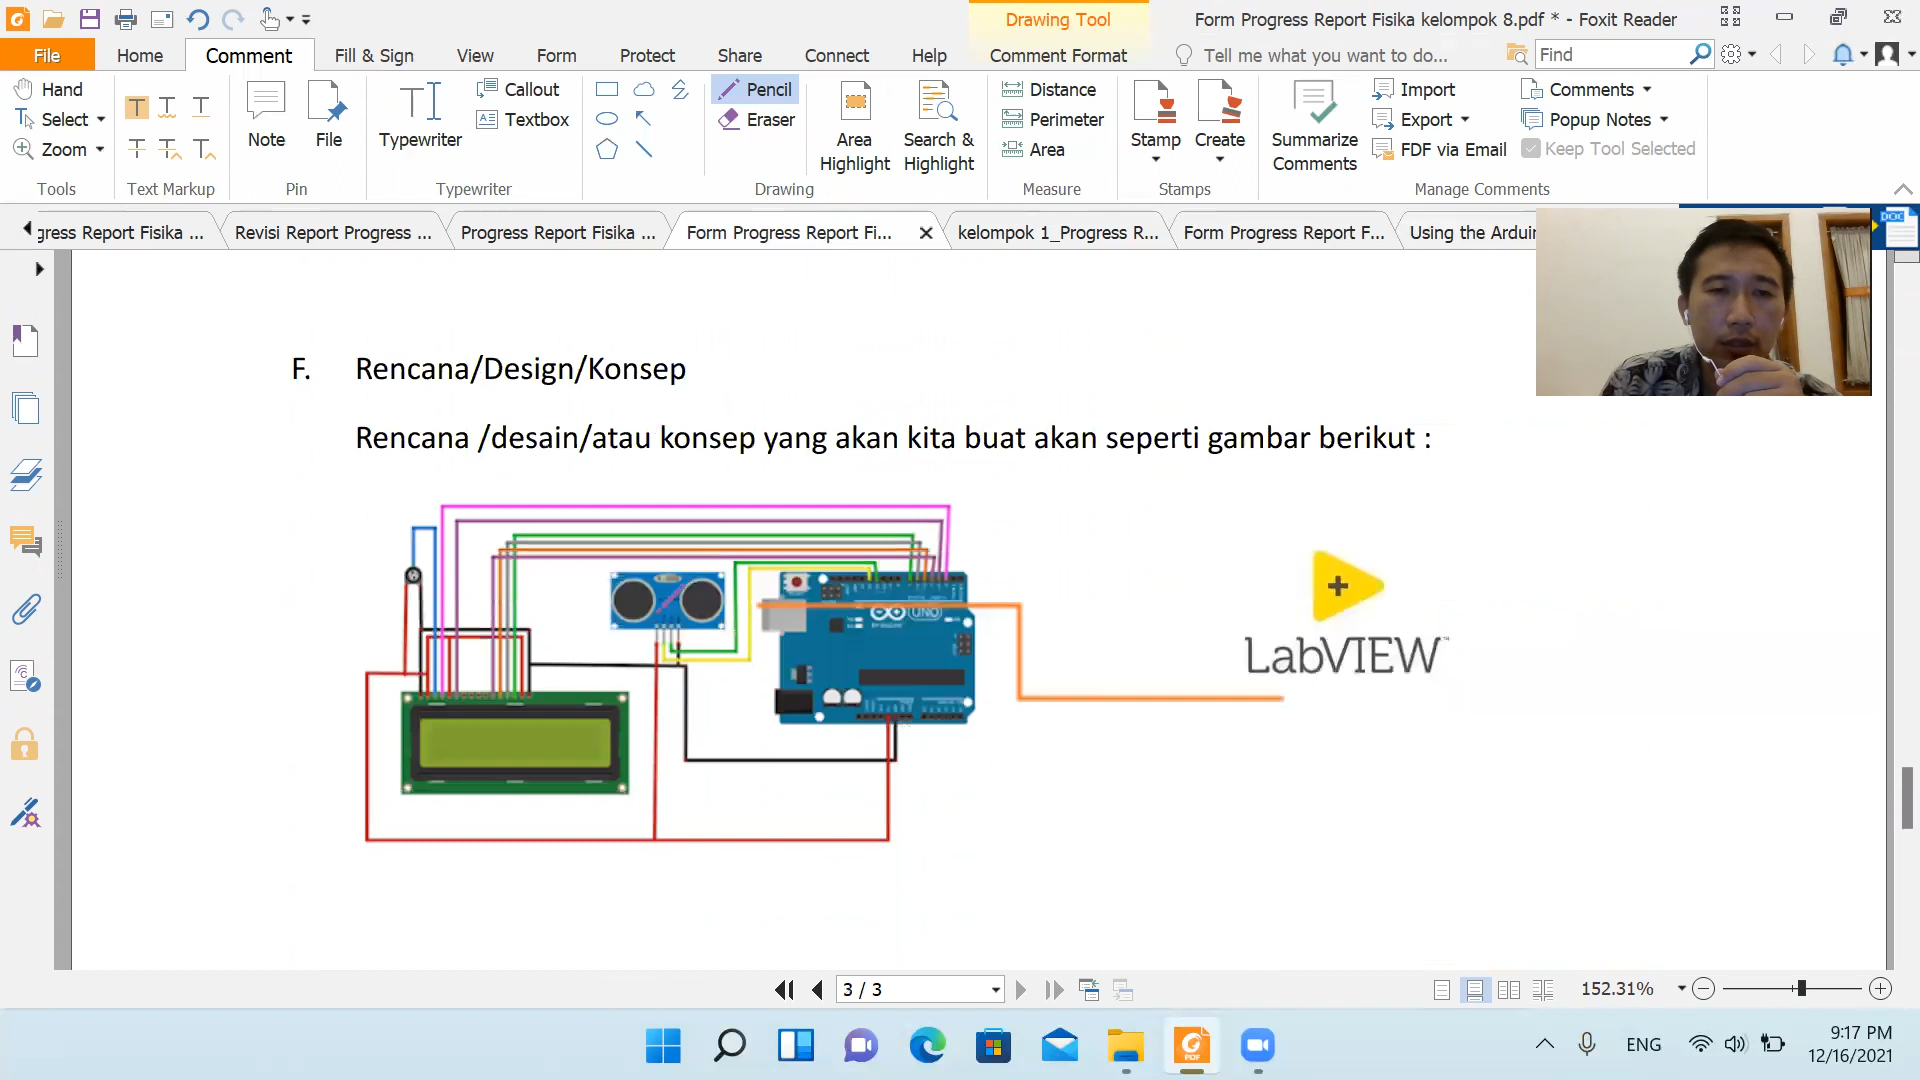 Drawing Tool
Form Progress Report Fisika kelompok 8.pdf * - Foxit Reader
File Home Comment Fill & Sign View Form Protect Share Connect Help Comment Format Tell me what you want to do... Find
Hand
Select
Zoom
Tools
Text Markup
Note
File
Pin
Typewriter
Callout
Textbox
Typewriter
Pencil
Eraser
Drawing
Area Highlight
Search & Highlight
Distance
Perimeter
Area
Measure
Stamp
Create
Stamps
Summarize Comments
Import
Export
FDF via Email
Comments
Popup Notes
Keep Tool Selected
Manage Comments
gress Report Fisika ... Revisi Report Progress ... Progress Report Fisika ... Form Progress Report Fi... kelompok 1_Progress R... Form Progress Report F... Using the Arduin
DOC
F. Rencana/Design/Konsep
Rencana /desain/atau konsep yang akan kita buat akan seperti gambar berikut :
UNO
LabVIEW™
3 / 3
152.31%
PDF
ENG
9:17 PM
12/16/2021